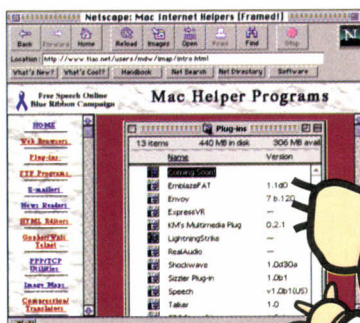 Netscape: Mac Internet Helpers (Framed!)
Back Forward Home Reload Images Open Print Find Stop
N
Location: http://www.tiac.net/users/mdw/imap/intro.html
What's New? What's Cool? Handbook Net Search Net Directory Software
Free Speech Online
Blue Ribbon Campaign
Mac Helper Programs
HOME
Web Browsers
Plug-ins
FTP Programs
E-mailers
News Readers
HTML Editors
Gopher/Wais
Telnet
PPP/TCP
Utilities
Image Maps
Compression/
Translators
Plug-ins
13 items 440 MB in disk 306 MB avail
Name Version
Coming Soon!
EmblazeFAT 1.1d0
Envoy 7 b.120
ExpressVR —
KM's Multimedia Plug 0.2.1
LightningStrike —
RealAudio —
Shockwave 1.0d30a
Sizzler Plug-in 1.0b1
Speech v1.0b1(US)
Talker 1.0